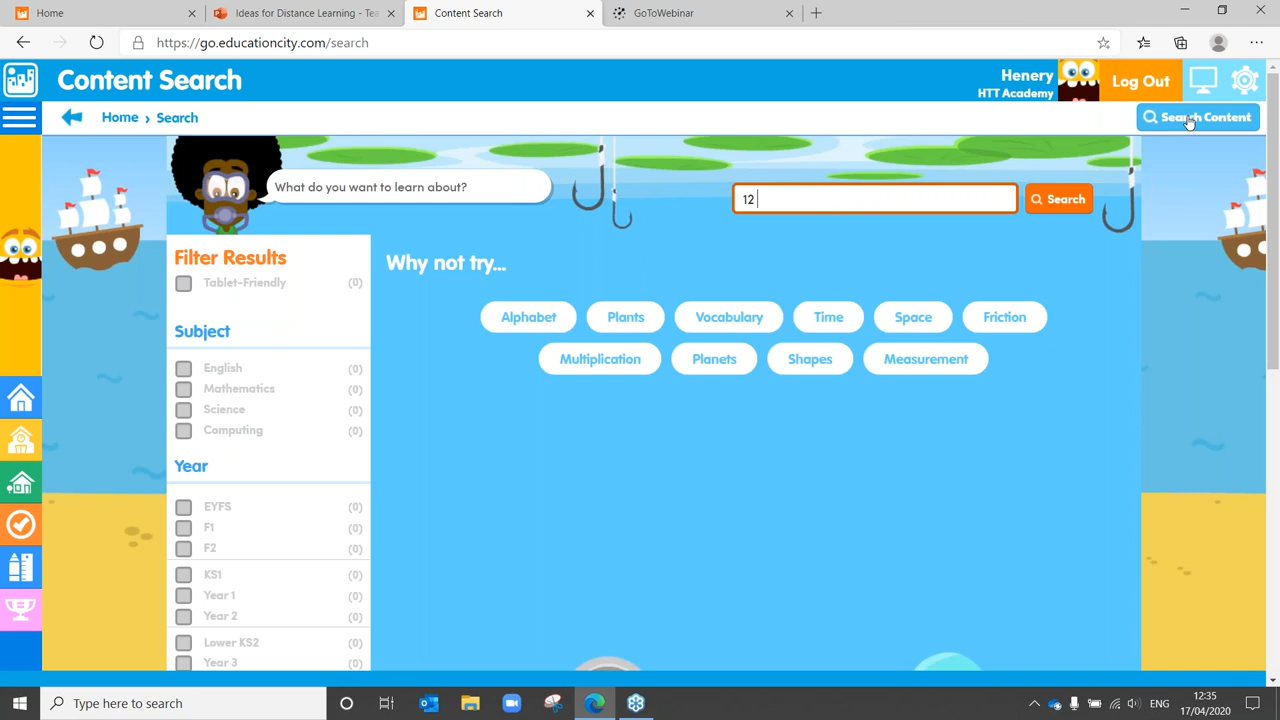 Home
Ideas for Distance Learning - Tea
Content Search
GoToWebinar
https://go.educationcity.com/search
Content Search
Henery
HTT Academy
Log Out
Home › Search
Search Content
What do you want to learn about?
12
Search
Filter Results
Tablet-Friendly (0)
Subject
English (0)
Mathematics (0)
Science (0)
Computing (0)
Year
EYFS (0)
F1 (0)
F2 (0)
KS1 (0)
Year 1 (0)
Year 2 (0)
Lower KS2 (0)
Year 3 (0)
Why not try...
Alphabet
Plants
Vocabulary
Time
Space
Friction
Multiplication
Planets
Shapes
Measurement
Type here to search
ENG
12:35
17/04/2020